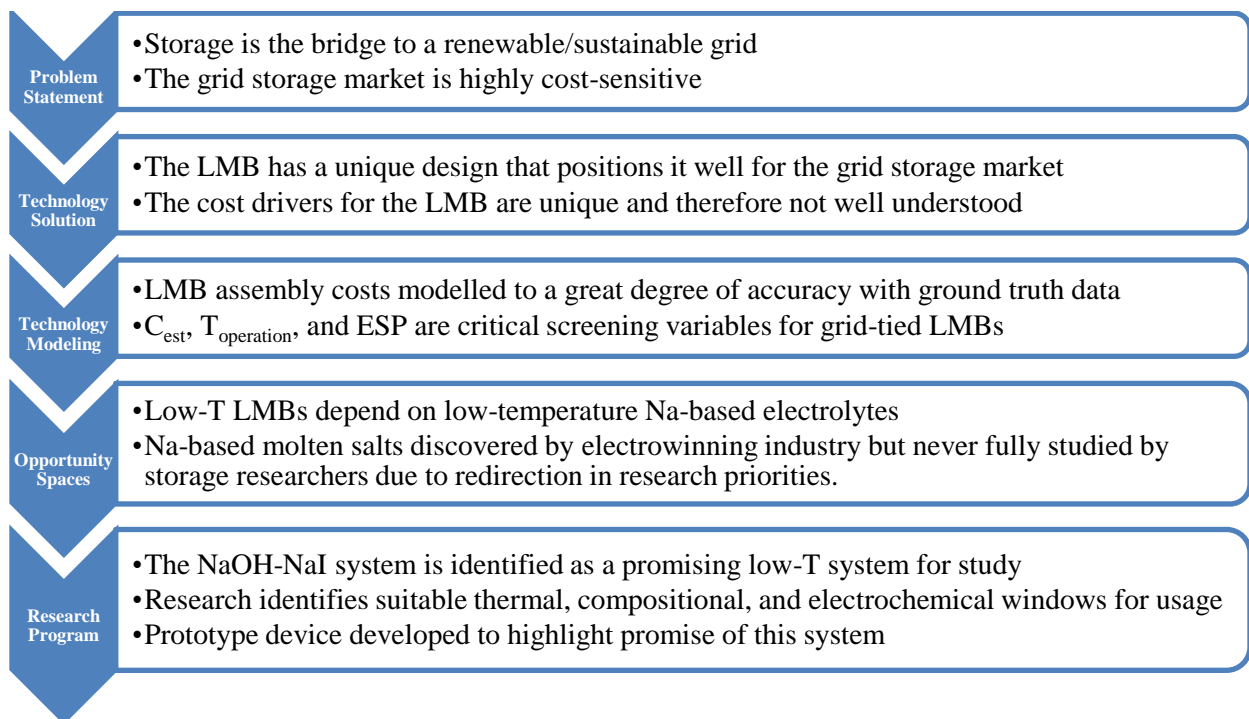 Problem
Statement
•Storage is the bridge to a renewable/sustainable grid
•The grid storage market is highly cost-sensitive
Technology
Solution
•The LMB has a unique design that positions it well for the grid storage market
•The cost drivers for the LMB are unique and therefore not well understood
Technology
Modeling
•LMB assembly costs modelled to a great degree of accuracy with ground truth data
•Cest, Toperation, and ESP are critical screening variables for grid-tied LMBs
Opportunity
Spaces
•Low-T LMBs depend on low-temperature Na-based electrolytes
•Na-based molten salts discovered by electrowinning industry but never fully studied by
storage researchers due to redirection in research priorities.
Research
Program
•The NaOH-NaI system is identified as a promising low-T system for study
•Research identifies suitable thermal, compositional, and electrochemical windows for usage
•Prototype device developed to highlight promise of this system